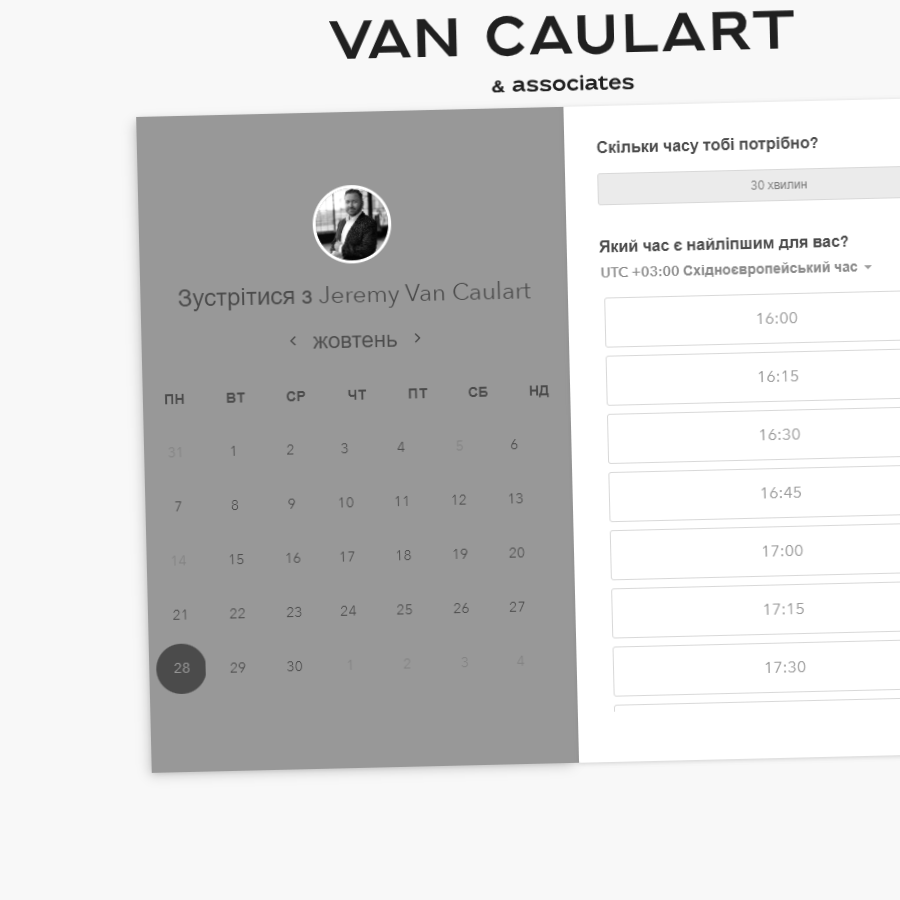 VAN CAULART
& associates
Зустрітися з Jeremy Van Caulart
жовтень
ПН ВТ СР ЧТ ПТ СБ НД
31 1 2 3 4 5 6
7 8 9 10 11 12 13
14 15 16 17 18 19 20
21 22 23 24 25 26 27
28 29 30 1 2 3 4
Скільки часу тобі потрібно?
30 хвилин
Який час є найліпшим для вас?
UTC +03:00 Східноєвропейський час
16:00
16:15
16:30
16:45
17:00
17:15
17:30